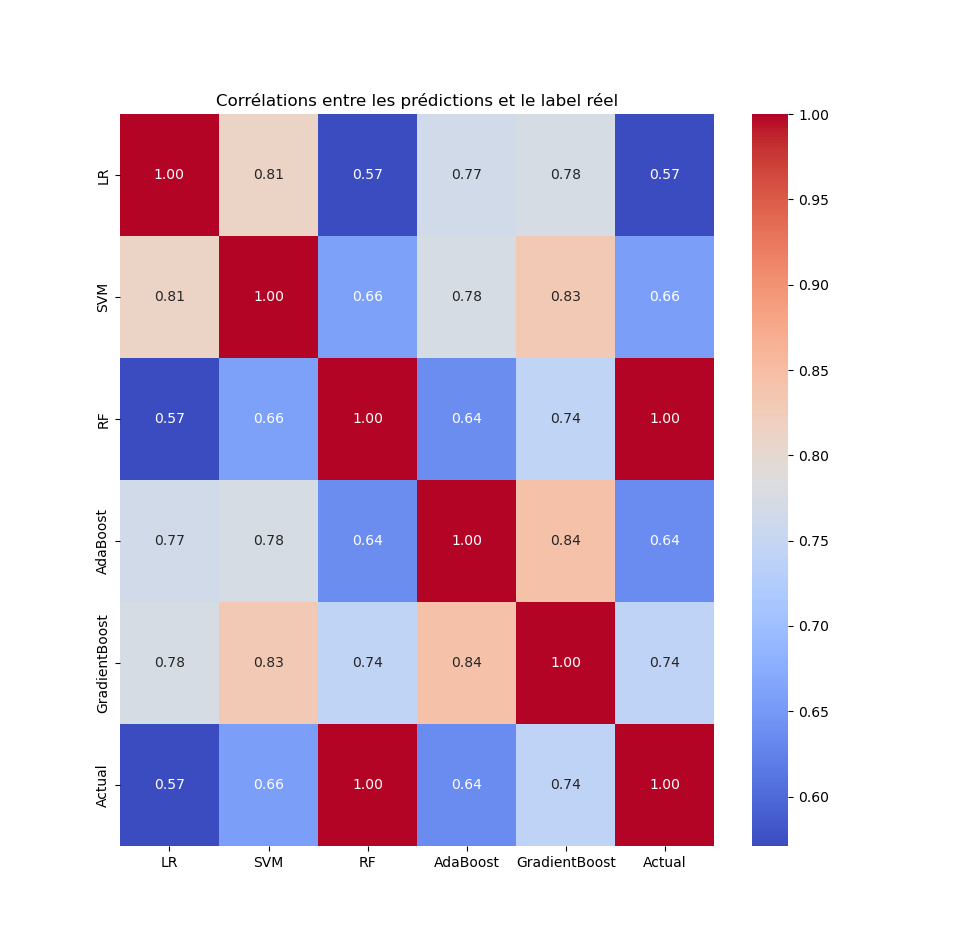 Corrélations entre les prédictions et le label réel
LR 1.00 0.81 0.57 0.77 0.78 0.57
SVM 0.81 1.00 0.66 0.78 0.83 0.66
RF 0.57 0.66 1.00 0.64 0.74 1.00
AdaBoost 0.77 0.78 0.64 1.00 0.84 0.64
GradientBoost 0.78 0.83 0.74 0.84 1.00 0.74
Actual 0.57 0.66 1.00 0.64 0.74 1.00
LR SVM RF AdaBoost GradientBoost Actual
1.00
0.95
0.90
0.85
0.80
0.75
0.70
0.65
0.60